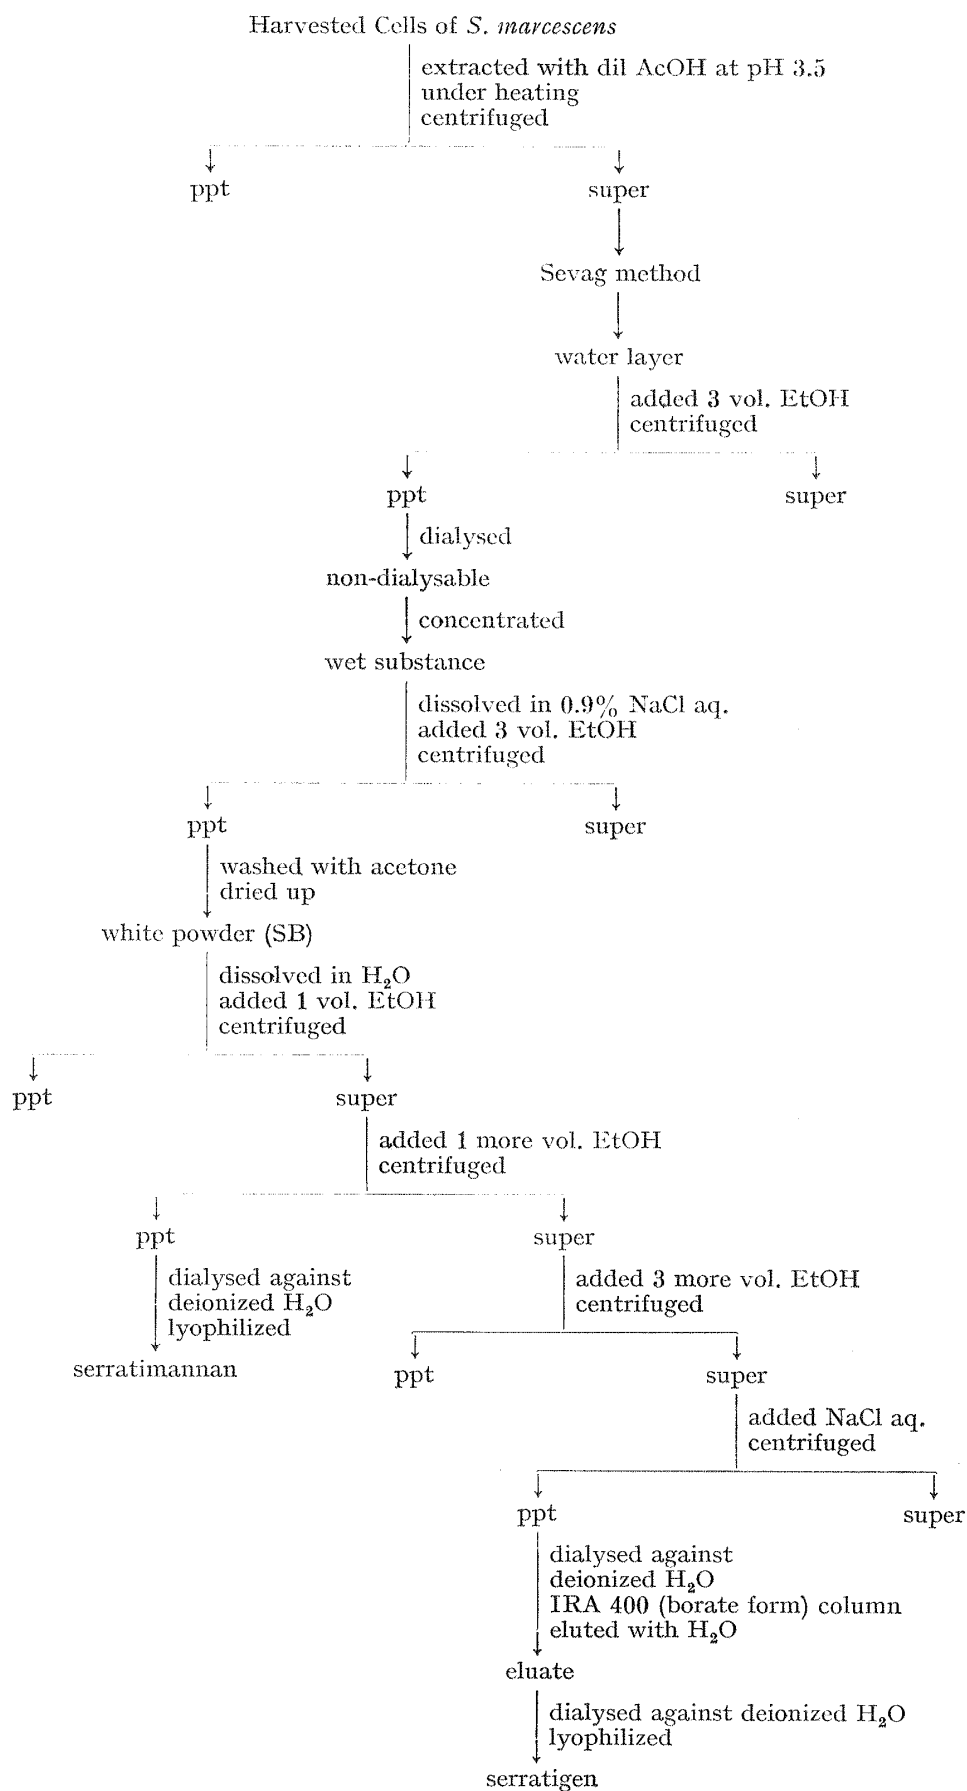 Harvested Cells of S. marcescens
extracted with dil AcOH at pH 3.5
under heating
centrifuged
ppt
super
Sevag method
water layer
added 3 vol. EtOH
centrifuged
ppt
super
dialysed
non-dialysable
concentrated
wet substance
dissolved in 0.9% NaCl aq.
added 3 vol. EtOH
centrifuged
ppt
super
washed with acetone
dried up
white powder (SB)
dissolved in H₂O
added 1 vol. EtOH
centrifuged
ppt
super
added 1 more vol. EtOH
centrifuged
ppt
super
dialysed against
deionized H₂O
lyophilized
added 3 more vol. EtOH
centrifuged
serratimannan
ppt
super
added NaCl aq.
centrifuged
ppt
super
dialysed against
deionized H₂O
IRA 400 (borate form) column
eluted with H₂O
eluate
dialysed against deionized H₂O
lyophilized
serratigen